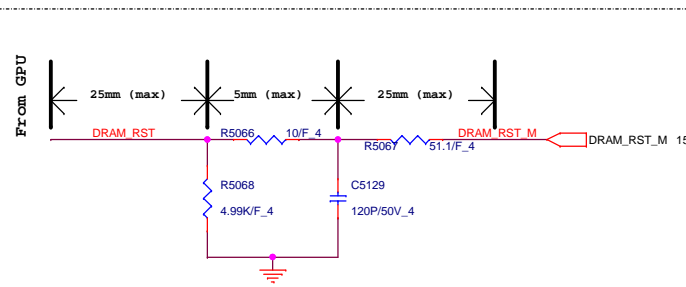 From GPU
25mm (max)
5mm (max)
25mm (max)
DRAM_RST
R5066
10/F_4
R5067
51.1/F_4
DRAM_RST_M
DRAM_RST_M 15
R5068
4.99K/F_4
C5129
120P/50V_4